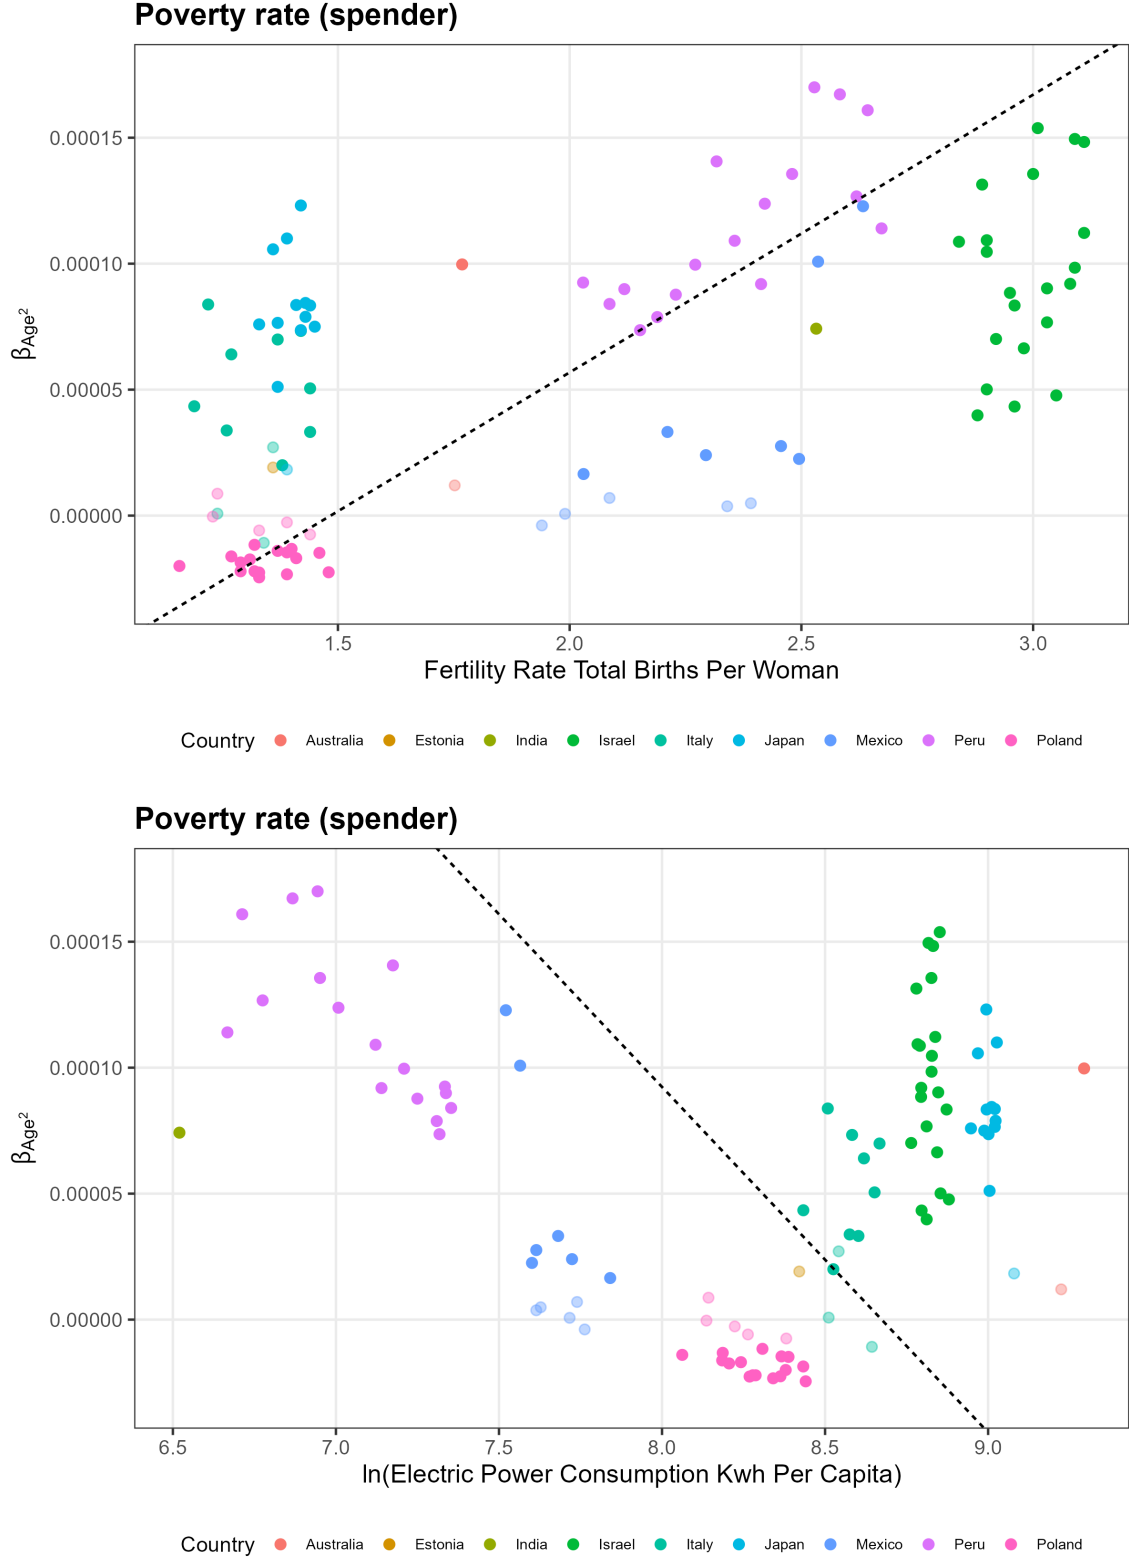 Poverty rate (spender)
0.00015
0.00010
0.00005
0.00000
βAge²
1.5 2.0 2.5 3.0
Fertility Rate Total Births Per Woman
Country Australia Estonia India Israel Italy Japan Mexico Peru Poland
Poverty rate (spender)
0.00015
0.00010
0.00005
0.00000
βAge²
6.5 7.0 7.5 8.0 8.5 9.0
ln(Electric Power Consumption Kwh Per Capita)
Country Australia Estonia India Israel Italy Japan Mexico Peru Poland